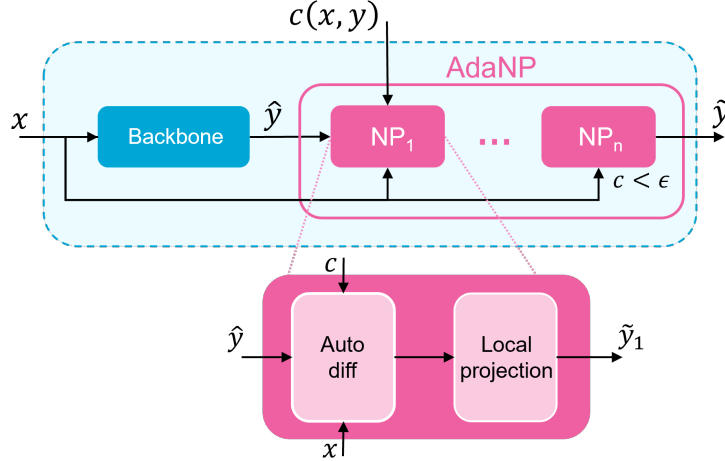 c(x, y)
AdaNP
x
Backbone
ŷ
NP₁
...
NPₙ
ỹ
c < ϵ
c
ŷ
Auto
diff
Local
projection
ỹ₁
x